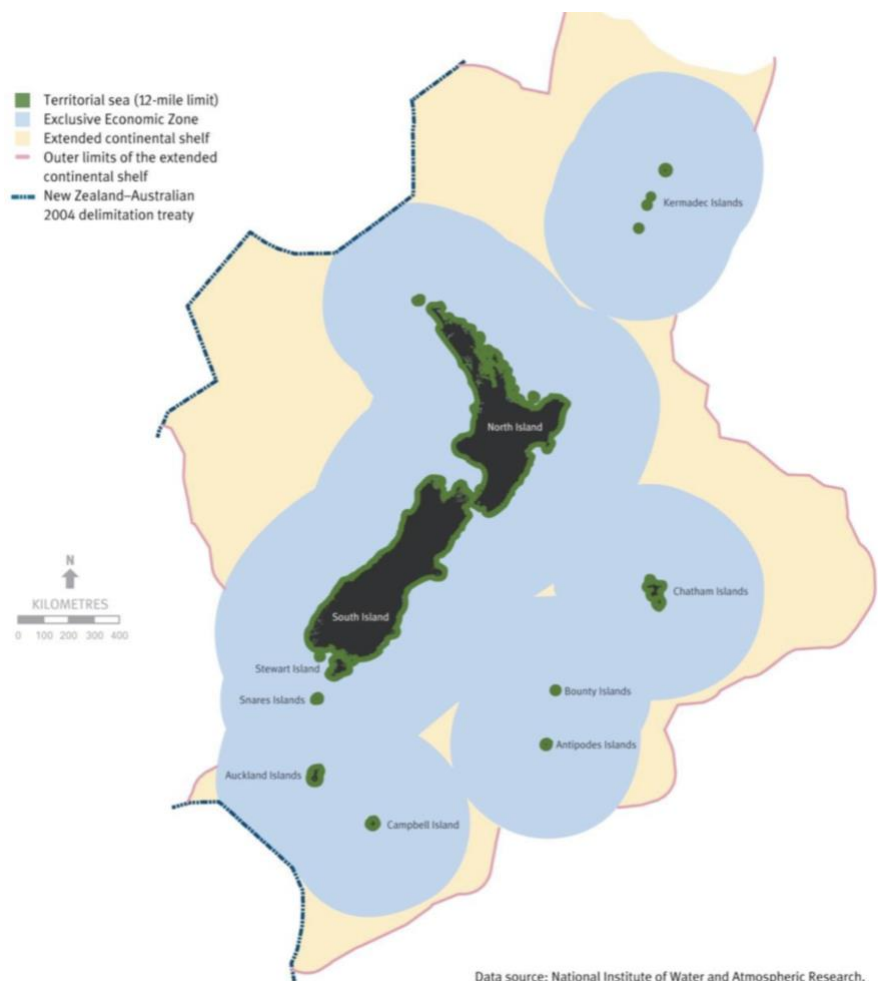 Territorial sea (12-mile limit)
Exclusive Economic Zone
Extended continental shelf
Outer limits of the extended
continental shelf
New Zealand–Australian
2004 delimitation treaty
Kermadec Islands
North Island
N
KILOMETRES
0 100 200 300 400
Chatham Islands
South Island
Stewart Island
Snares Islands
Bounty Islands
Antipodes Islands
Auckland Islands
Campbell Island
Data source: National Institute of Water and Atmospheric Research.